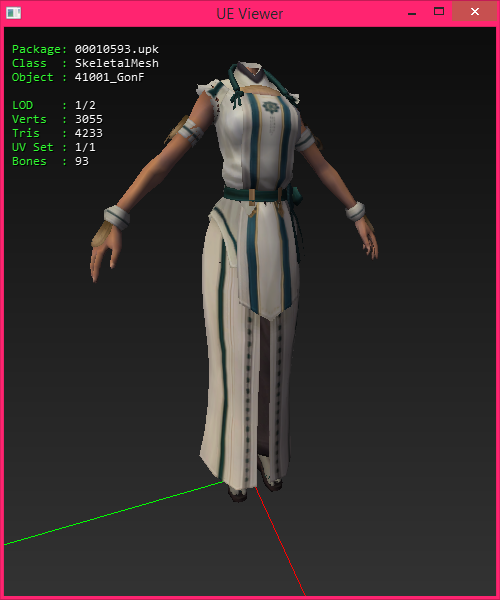 UE Viewer
Package: 00010593.upk
Class  : SkeletalMesh
Object : 41001_GonF
LOD    : 1/2
Verts  : 3055
Tris   : 4233
UV Set : 1/1
Bones  : 93